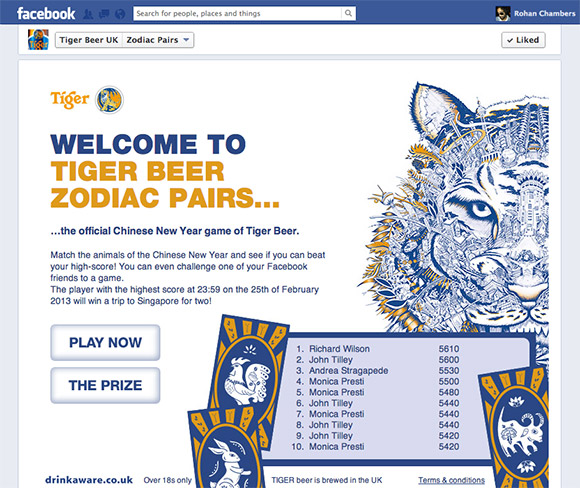 facebook
Search for people, places and things
Rohan Chambers
Tiger Beer UK
Zodiac Pairs
Liked
Tiger
WELCOME TO
TIGER BEER
ZODIAC PAIRS...
...the official Chinese New Year game of Tiger Beer.
Match the animals of the Chinese New Year and see if you can beat
your high-score! You can even challenge one of your Facebook
friends to a game.
The player with the highest score at 23:59 on the 25th of February
2013 will win a trip to Singapore for two!
PLAY NOW
THE PRIZE
1. Richard Wilson 5610
2. John Tilley 5600
3. Andrea Stragapede 5530
4. Monica Presti 5500
5. Monica Presti 5480
6. John Tilley 5440
7. Monica Presti 5440
8. John Tilley 5440
9. John Tilley 5420
10. Monica Presti 5420
drinkaware.co.uk
Over 18s only
TIGER beer is brewed in the UK
Terms & conditions